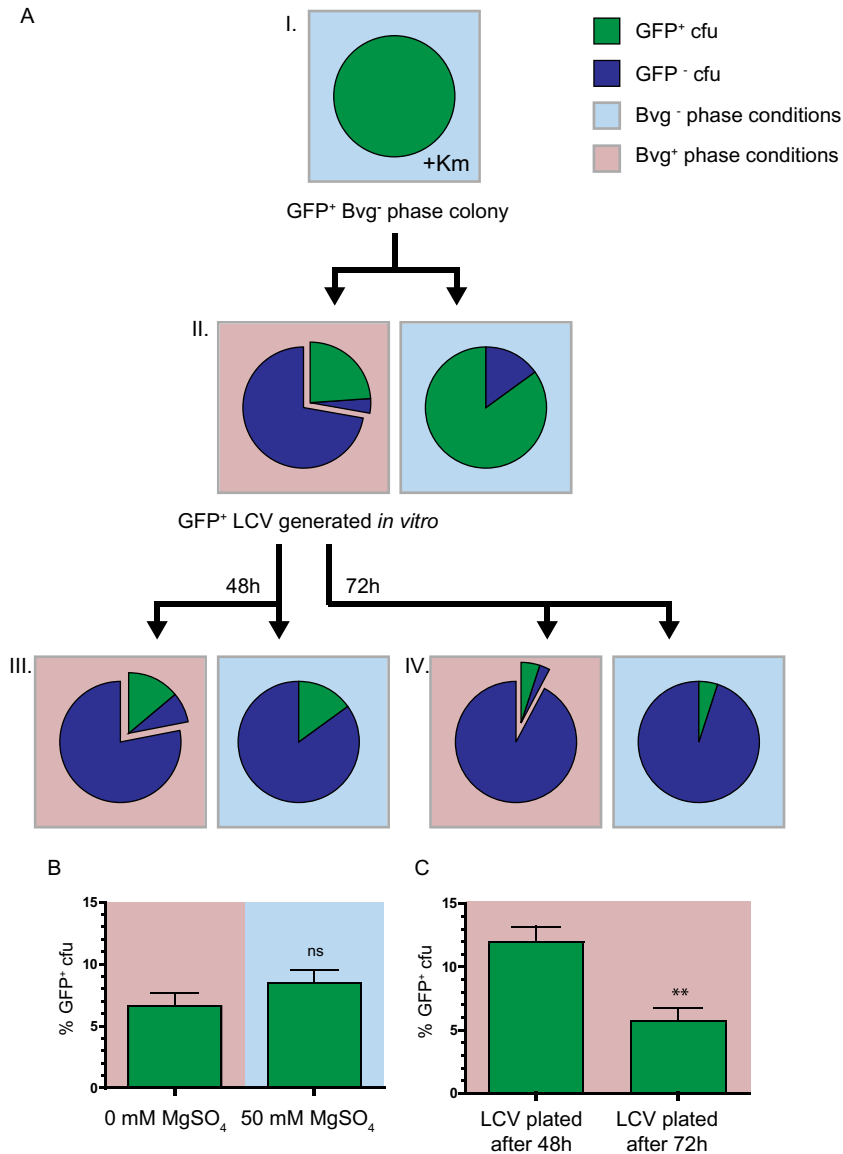 A
I.
+Km
GFP⁺ cfu
GFP ⁻ cfu
Bvg ⁻ phase conditions
Bvg⁺ phase conditions
GFP⁺ Bvg⁻ phase colony
II.
GFP⁺ LCV generated in vitro
48h
72h
III.
IV.
B
15
10
5
0
% GFP⁺ cfu
ns
0 mM MgSO₄
50 mM MgSO₄
C
15
10
5
0
% GFP⁺ cfu
**
LCV plated
after 48h
LCV plated
after 72h